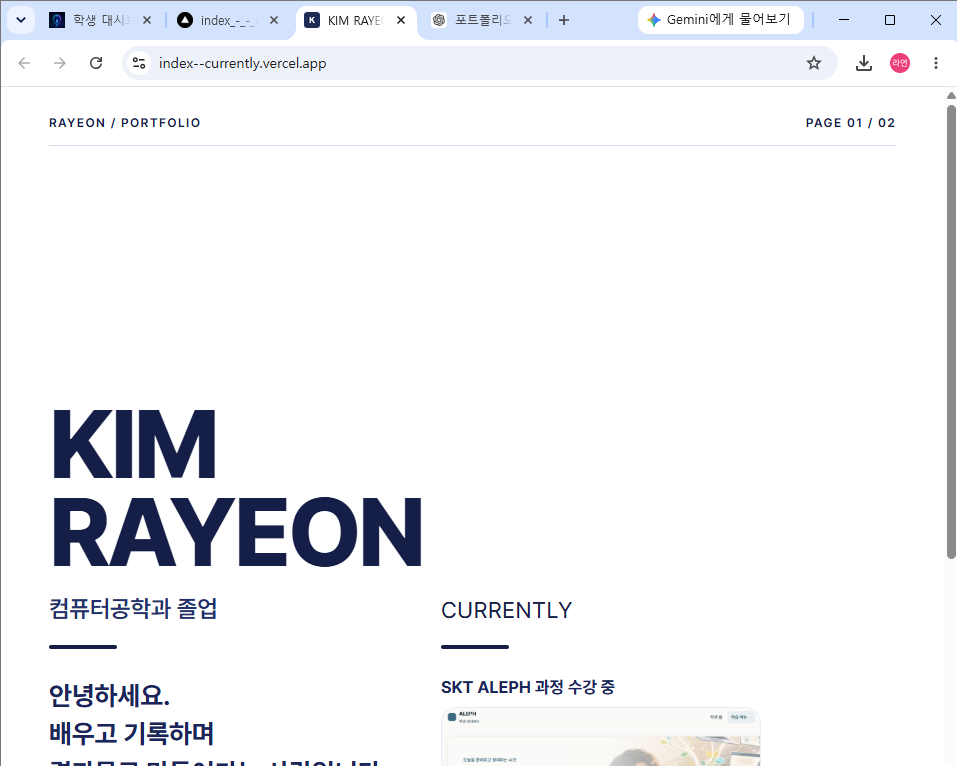 학생 대시
index_-_-_
KIM RAYE
포트폴리오
Gemini에게 물어보기
index--currently.vercel.app
라연
RAYEON / PORTFOLIO
PAGE 01 / 02
KIM
RAYEON
컴퓨터공학과 졸업
CURRENTLY
안녕하세요.
배우고 기록하며
SKT ALEPH 과정 수강 중
ALEPH